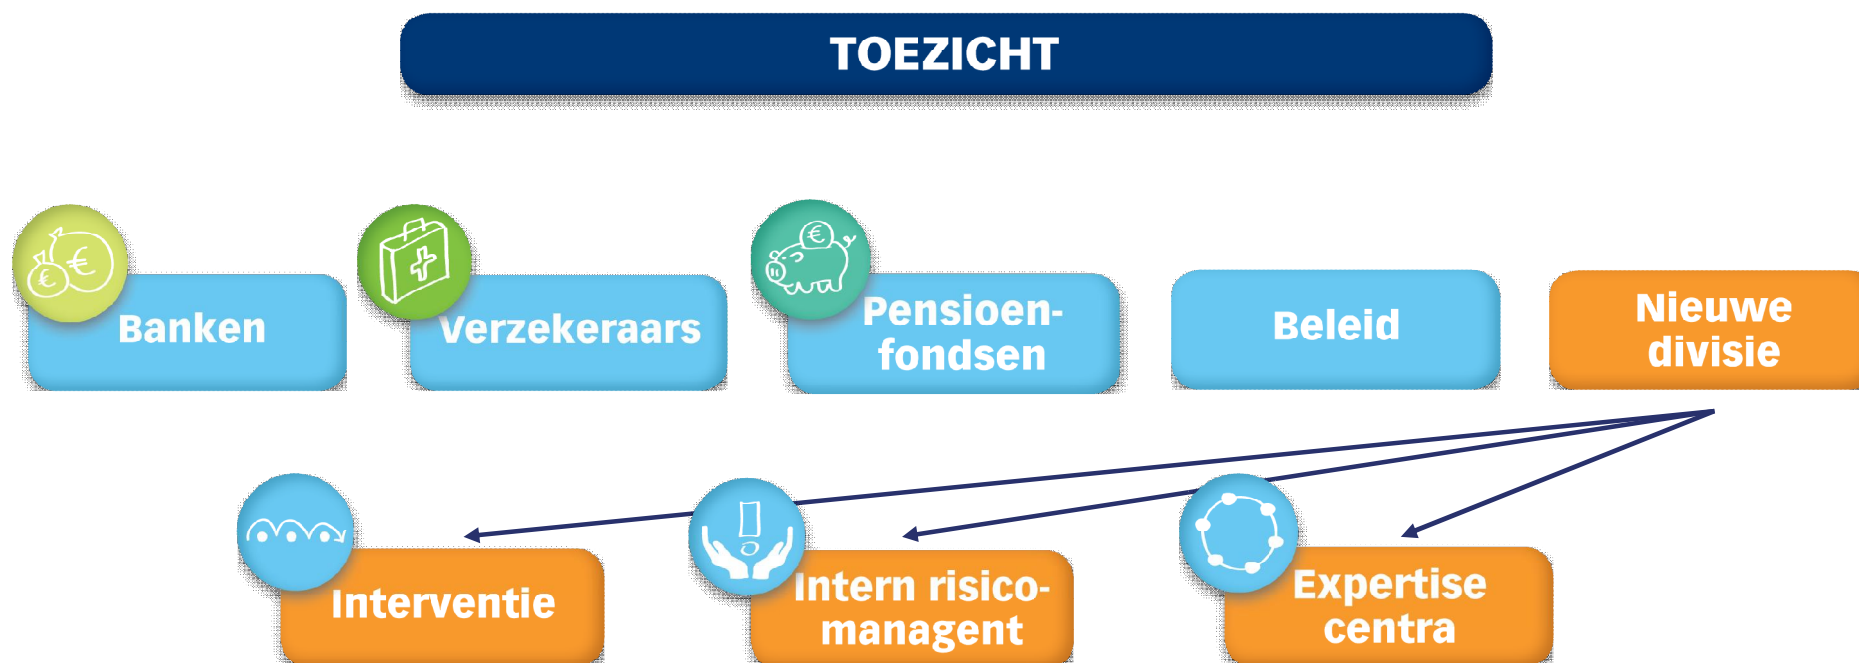 TOEZICHT
Banken
Verzekeraars
Pensioen-
fondsen
Beleid
Nieuwe
divisie
Interventie
Intern risico-
managent
Expertise
centra